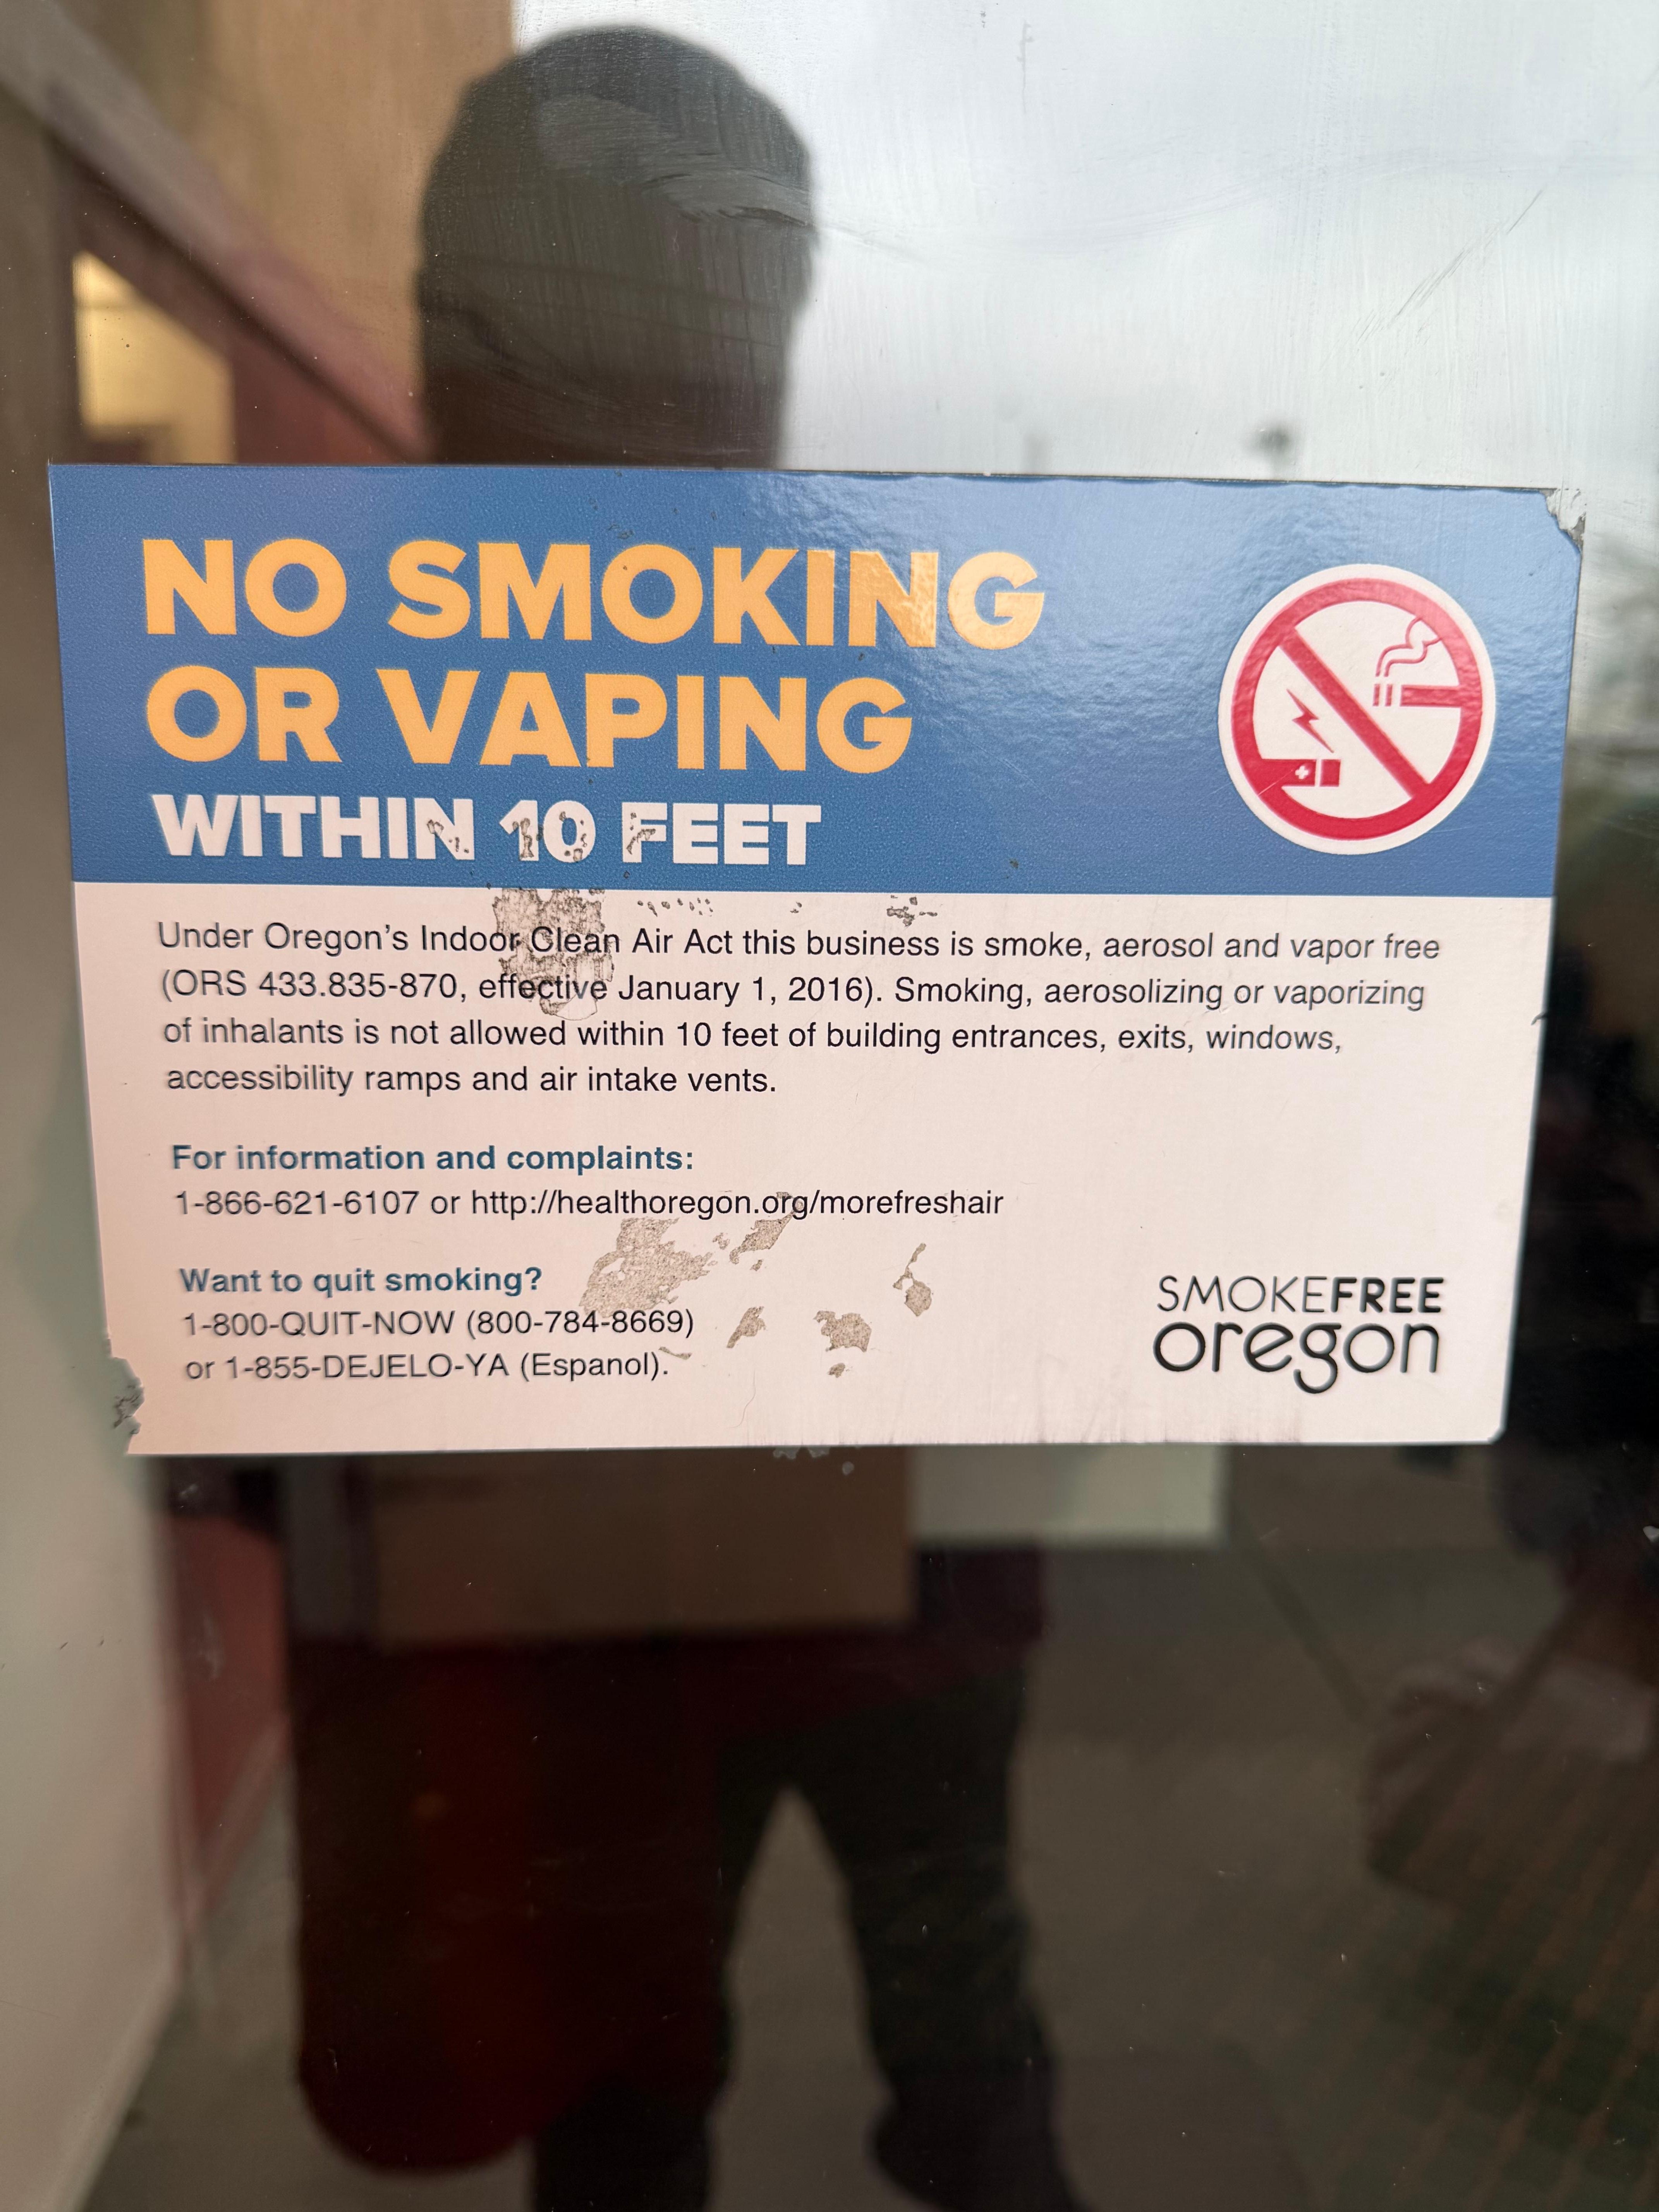 NO SMOKING
OR VAPING
WITHIN 10 FEET
Under Oregon's Indoor Clean Air Act this business is smoke, aerosol and vapor free
(ORS 433.835-870, effective January 1, 2016). Smoking, aerosolizing or vaporizing
of inhalants is not allowed within 10 feet of building entrances, exits, windows,
accessibility ramps and air intake vents.
For information and complaints:
1-866-621-6107 or http://healthoregon.org/morefreshair
Want to quit smoking?
1-800-QUIT-NOW (800-784-8669)
or 1-855-DEJELO-YA (Espanol).
SMOKEFREE
oregon